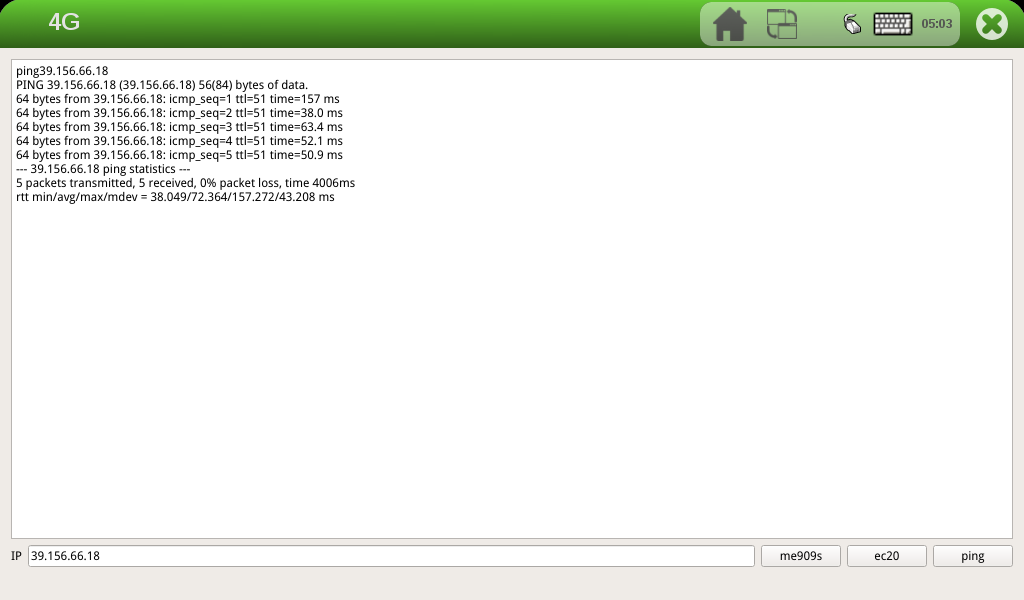 4G
05:03
ping39.156.66.18
PING 39.156.66.18 (39.156.66.18) 56(84) bytes of data.
64 bytes from 39.156.66.18: icmp_seq=1 ttl=51 time=157 ms
64 bytes from 39.156.66.18: icmp_seq=2 ttl=51 time=38.0 ms
64 bytes from 39.156.66.18: icmp_seq=3 ttl=51 time=63.4 ms
64 bytes from 39.156.66.18: icmp_seq=4 ttl=51 time=52.1 ms
64 bytes from 39.156.66.18: icmp_seq=5 ttl=51 time=50.9 ms
--- 39.156.66.18 ping statistics ---
5 packets transmitted, 5 received, 0% packet loss, time 4006ms
rtt min/avg/max/mdev = 38.049/72.364/157.272/43.208 ms
IP 39.156.66.18 me909s ec20 ping